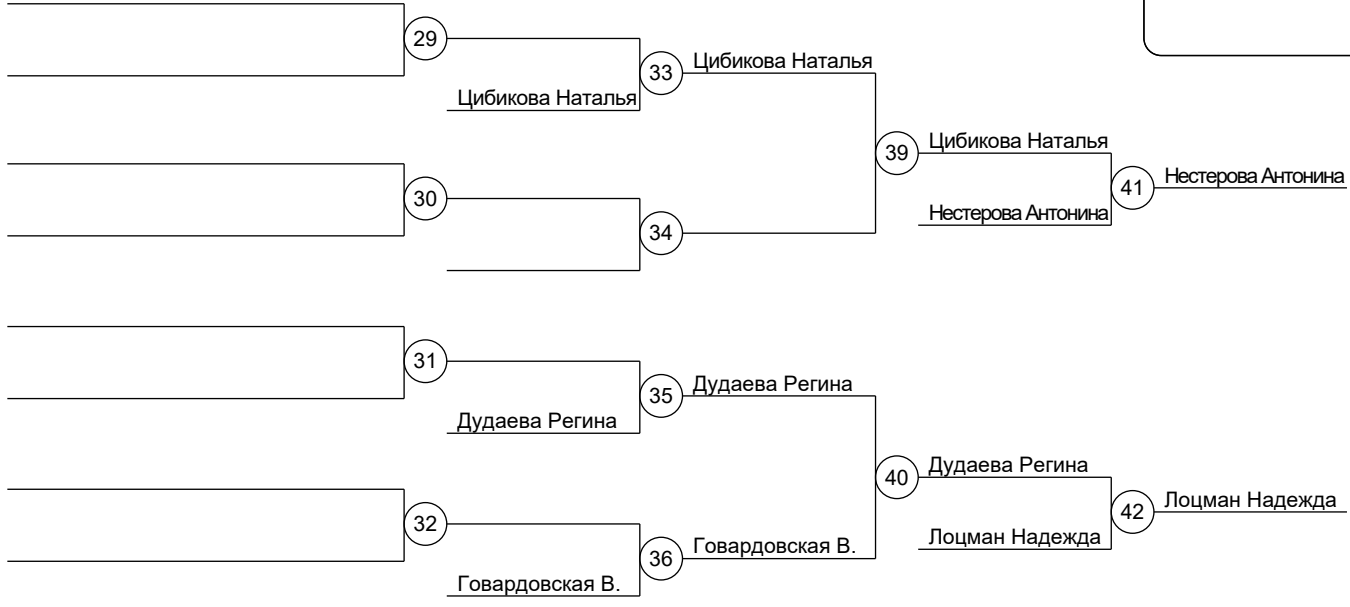 29
33
Цибикова Наталья
Цибикова Наталья
39
Цибикова Наталья
41
Нестерова Антонина
30
34
Нестерова Антонина
31
35
Дудаева Регина
Дудаева Регина
40
Дудаева Регина
42
Лоцман Надежда
32
36
Говардовская В.
Лоцман Надежда
Говардовская В.